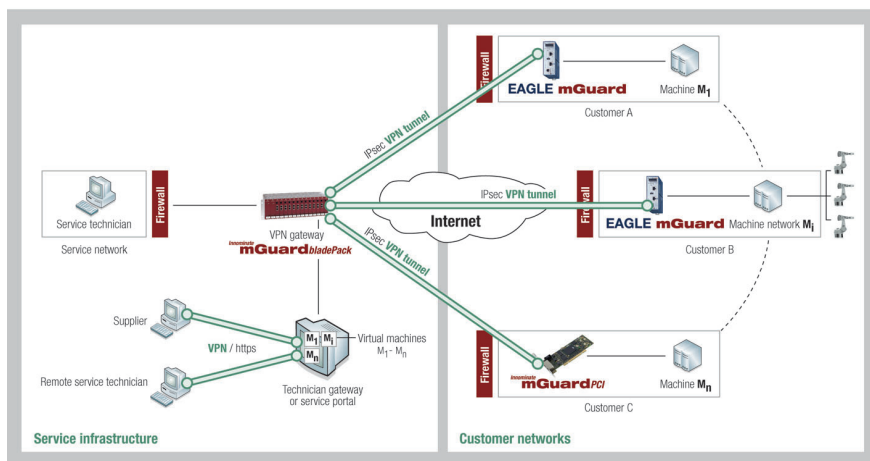 Service technician
Firewall
Service network
VPN gateway
Innominate
mGuard bladePack
Supplier
VPN / https
Remote service technician
M1 Mi
Mn
Virtual machines
M1- Mn
Technician gateway
or service portal
Service infrastructure
IPsec VPN tunnel
IPsec VPN tunnel
IPsec VPN tunnel
Internet
Firewall
EAGLE mGuard
Machine M1
Customer A
Firewall
EAGLE mGuard
Machine network Mi
Customer B
Firewall
Innominate
mGuard PCI
Machine Mn
Customer C
Customer networks